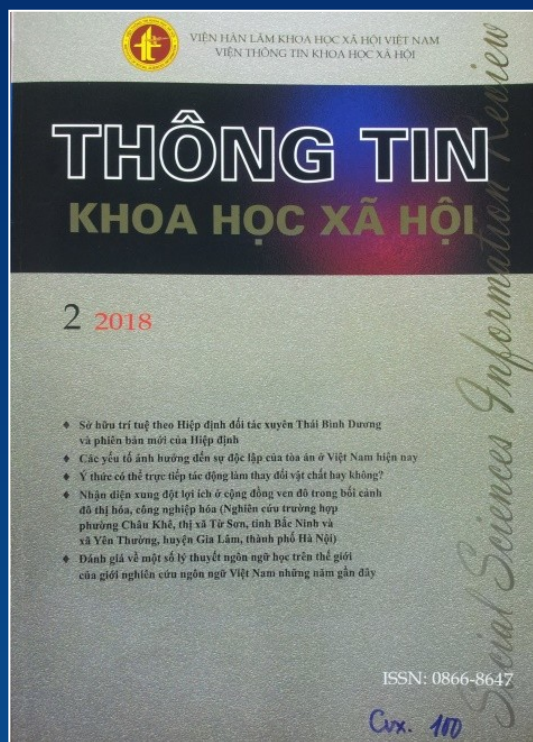 VIỆN HÀN LÂM KHOA HỌC XÃ HỘI VIỆT NAM
VIỆN THÔNG TIN KHOA HỌC XÃ HỘI
THÔNG TIN
KHOA HỌC XÃ HỘI
Social Sciences Information Review
2 2018
♦ Sở hữu trí tuệ theo Hiệp định đối tác xuyên Thái Bình Dương
và phiên bản mới của Hiệp định
♦ Các yếu tố ảnh hưởng đến sự độc lập của tòa án ở Việt Nam hiện nay
♦ Ý thức có thể trực tiếp tác động làm thay đổi vật chất hay không?
♦ Nhận diện xung đột lợi ích ở cộng đồng ven đô trong bối cảnh
đô thị hóa, công nghiệp hóa (Nghiên cứu trường hợp
phường Châu Khê, thị xã Từ Sơn, tỉnh Bắc Ninh và
xã Yên Thường, huyện Gia Lâm, thành phố Hà Nội)
♦ Đánh giá về một số lý thuyết ngôn ngữ học trên thế giới
của giới nghiên cứu ngôn ngữ Việt Nam những năm gần đây
ISSN: 0866-8647
Cvx. 100